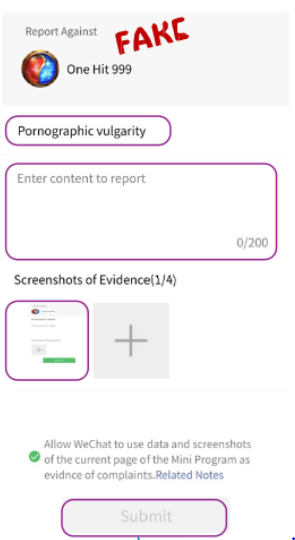 Report Against
FAKE
One Hit 999
Pornographic vulgarity
Enter content to report
0/200
Screenshots of Evidence(1/4)
Allow WeChat to use data and screenshots
of the current page of the Mini Program as
evidnce of complaints.Related Notes
Submit